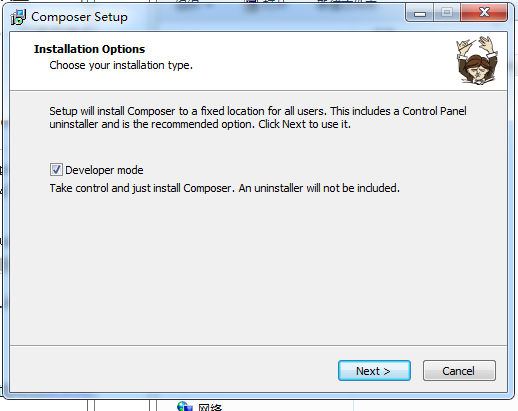 Composer Setup
Installation Options
Choose your installation type.
Setup will install Composer to a fixed location for all users. This includes a Control Panel
uninstaller and is the recommended option. Click Next to use it.
Developer mode
Take control and just install Composer. An uninstaller will not be included.
Next >
Cancel
网络